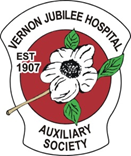 VERNON JUBILEE HOSPITAL
EST
1907
AUXILIARY
SOCIETY